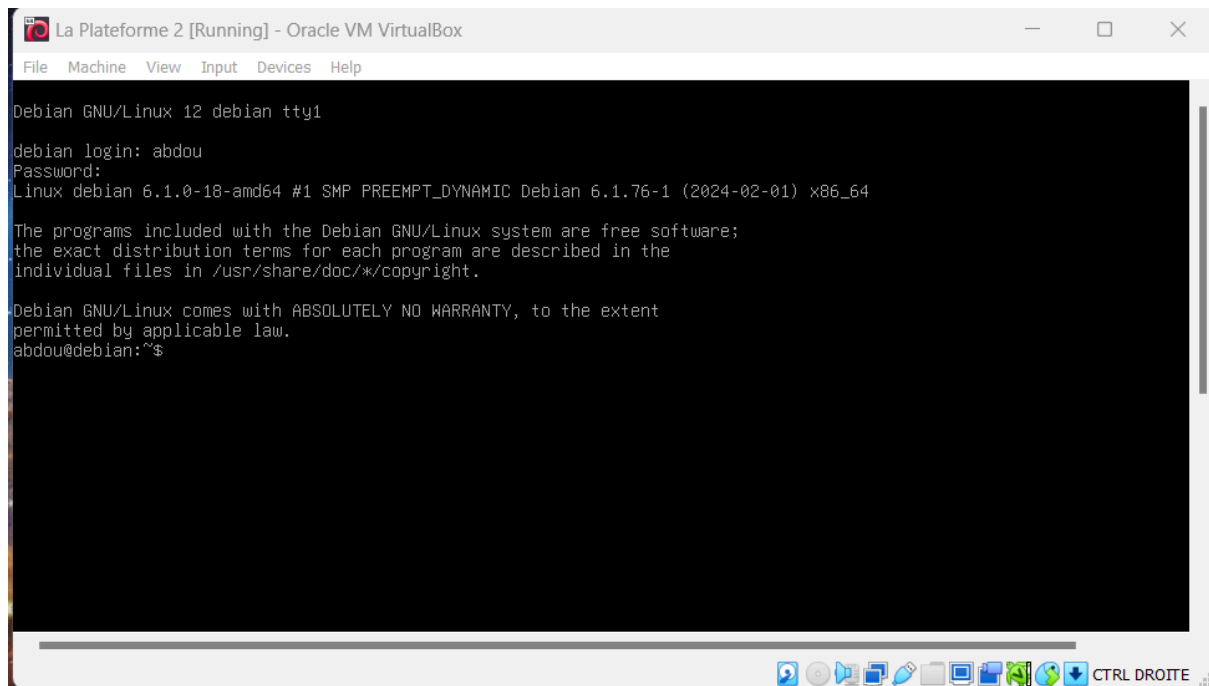 La Plateforme 2 [Running] - Oracle VM VirtualBox
File Machine View Input Devices Help
Debian GNU/Linux 12 debian tty1
debian login: abdou
Password:
Linux debian 6.1.0-18-amd64 #1 SMP PREEMPT_DYNAMIC Debian 6.1.76-1 (2024-02-01) x86_64
The programs included with the Debian GNU/Linux system are free software;
the exact distribution terms for each program are described in the
individual files in /usr/share/doc/*/copyright.
Debian GNU/Linux comes with ABSOLUTELY NO WARRANTY, to the extent
permitted by applicable law.
abdou@debian:~$
CTRL DROITE